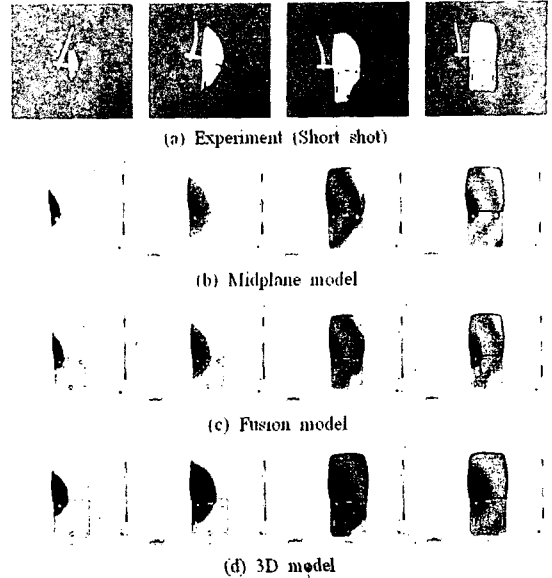 (a) Experiment (Short shot)
(b) Midplane model
(c) Fusion model
(d) 3D model